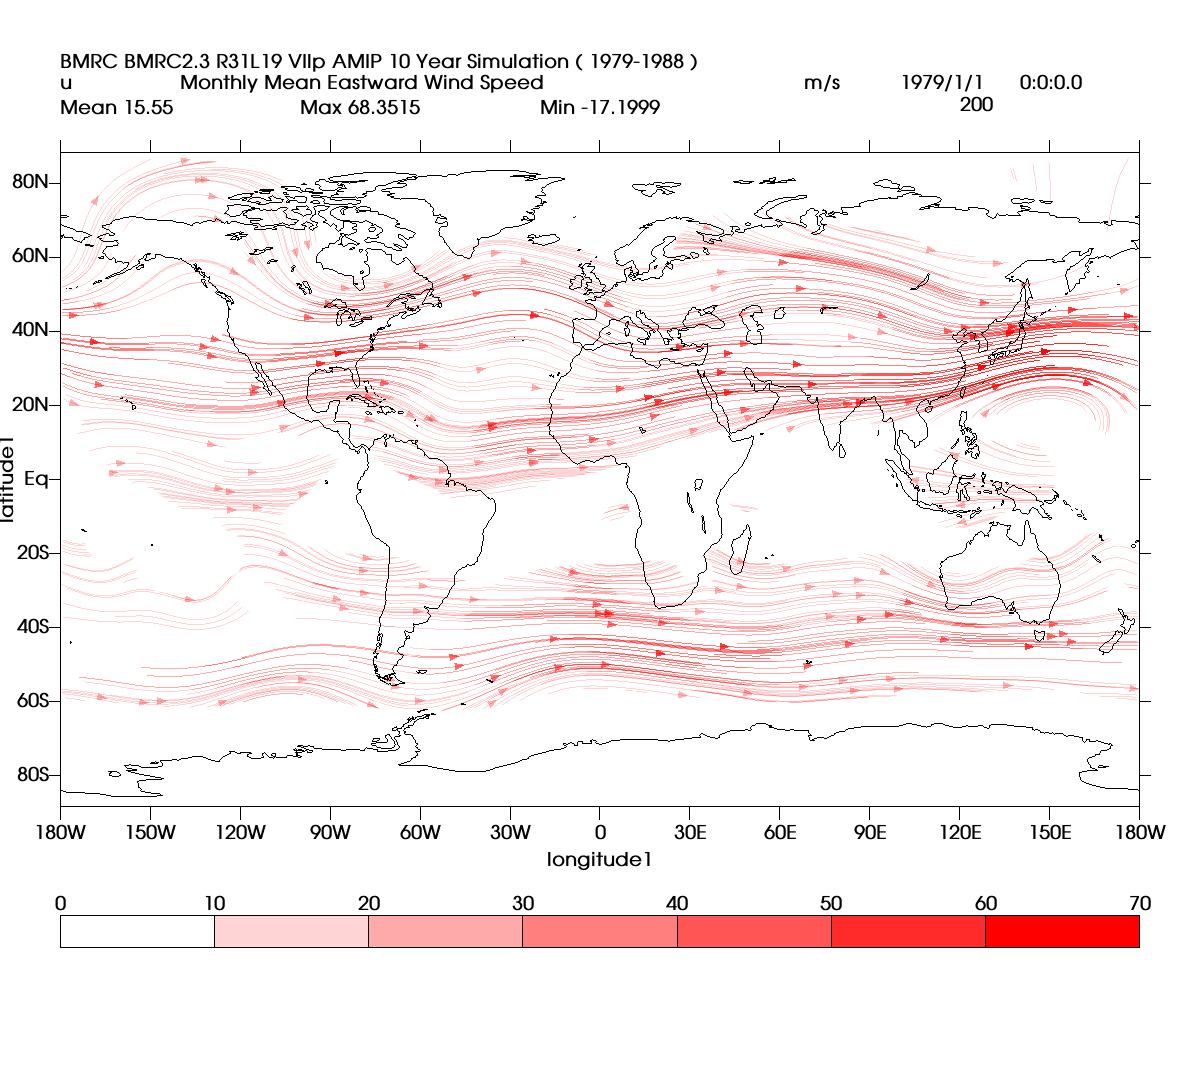 BMRC BMRC2.3 R31L19 VIIp AMIP 10 Year Simulation ( 1979-1988 )
u Monthly Mean Eastward Wind Speed m/s 1979/1/1 0:0:0.0
Mean 15.55 Max 68.3515 Min -17.1999 200
80N
60N
40N
20N
Eq
20S
40S
60S
80S
latitude1
180W 150W 120W 90W 60W 30W 0 30E 60E 90E 120E 150E 180W
longitude1
0 10 20 30 40 50 60 70